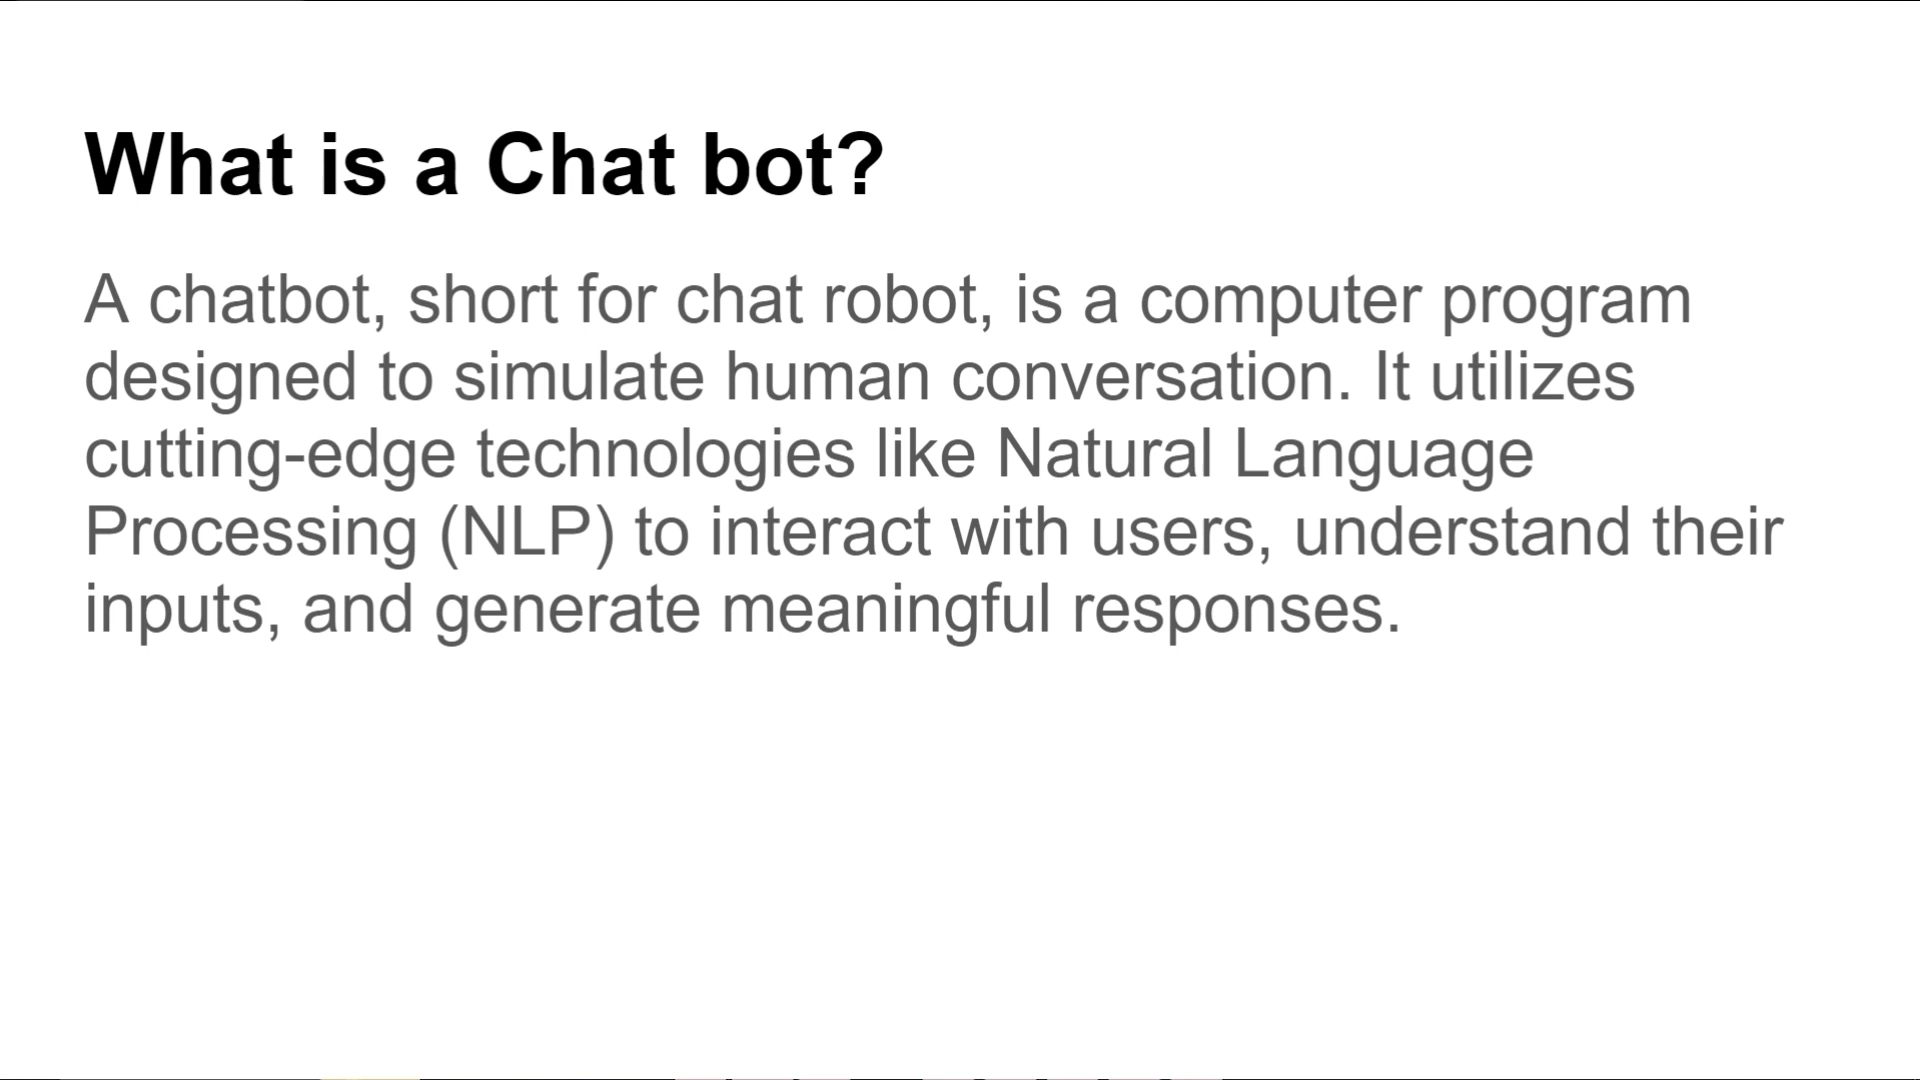 What is a Chat bot?
A chatbot, short for chat robot, is a computer program
designed to simulate human conversation. It utilizes
cutting-edge technologies like Natural Language
Processing (NLP) to interact with users, understand their
inputs, and generate meaningful responses.